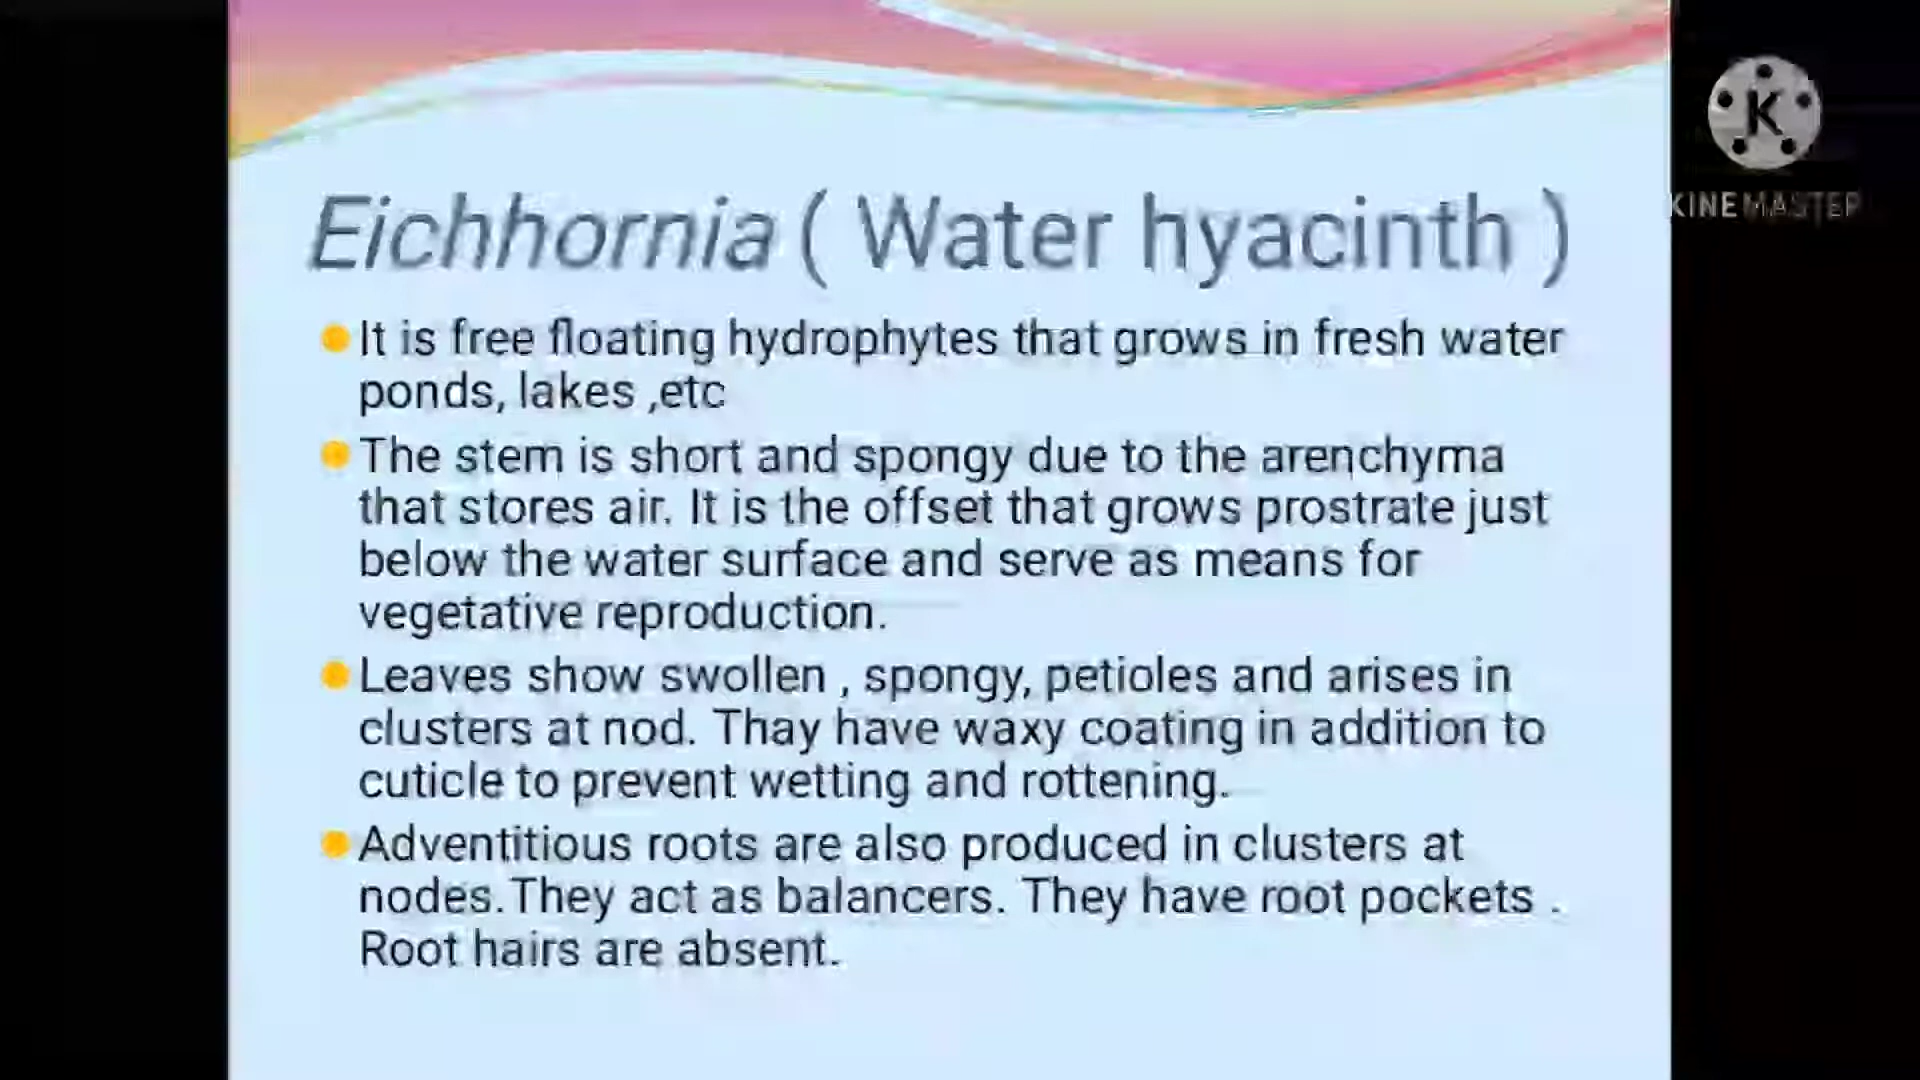 KINEMASTER
Eichhornia ( Water hyacinth )
It is free floating hydrophytes that grows in fresh water
ponds, lakes ,etc
The stem is short and spongy due to the arenchyma
that stores air. It is the offset that grows prostrate just
below the water surface and serve as means for
vegetative reproduction.
Leaves show swollen , spongy, petioles and arises in
clusters at nod. Thay have waxy coating in addition to
cuticle to prevent wetting and rottening.
Adventitious roots are also produced in clusters at
nodes.They act as balancers. They have root pockets .
Root hairs are absent.